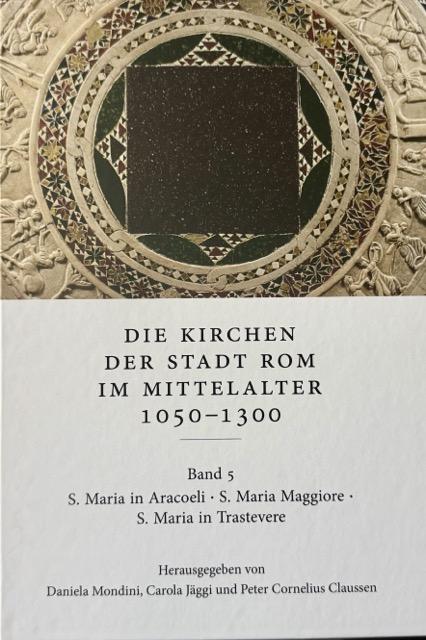 DIE KIRCHEN
DER STADT ROM
IM MITTELALTER
1050–1300
Band 5
S. Maria in Aracoeli · S. Maria Maggiore ·
S. Maria in Trastevere
Herausgegeben von
Daniela Mondini, Carola Jäggi und Peter Cornelius Claussen